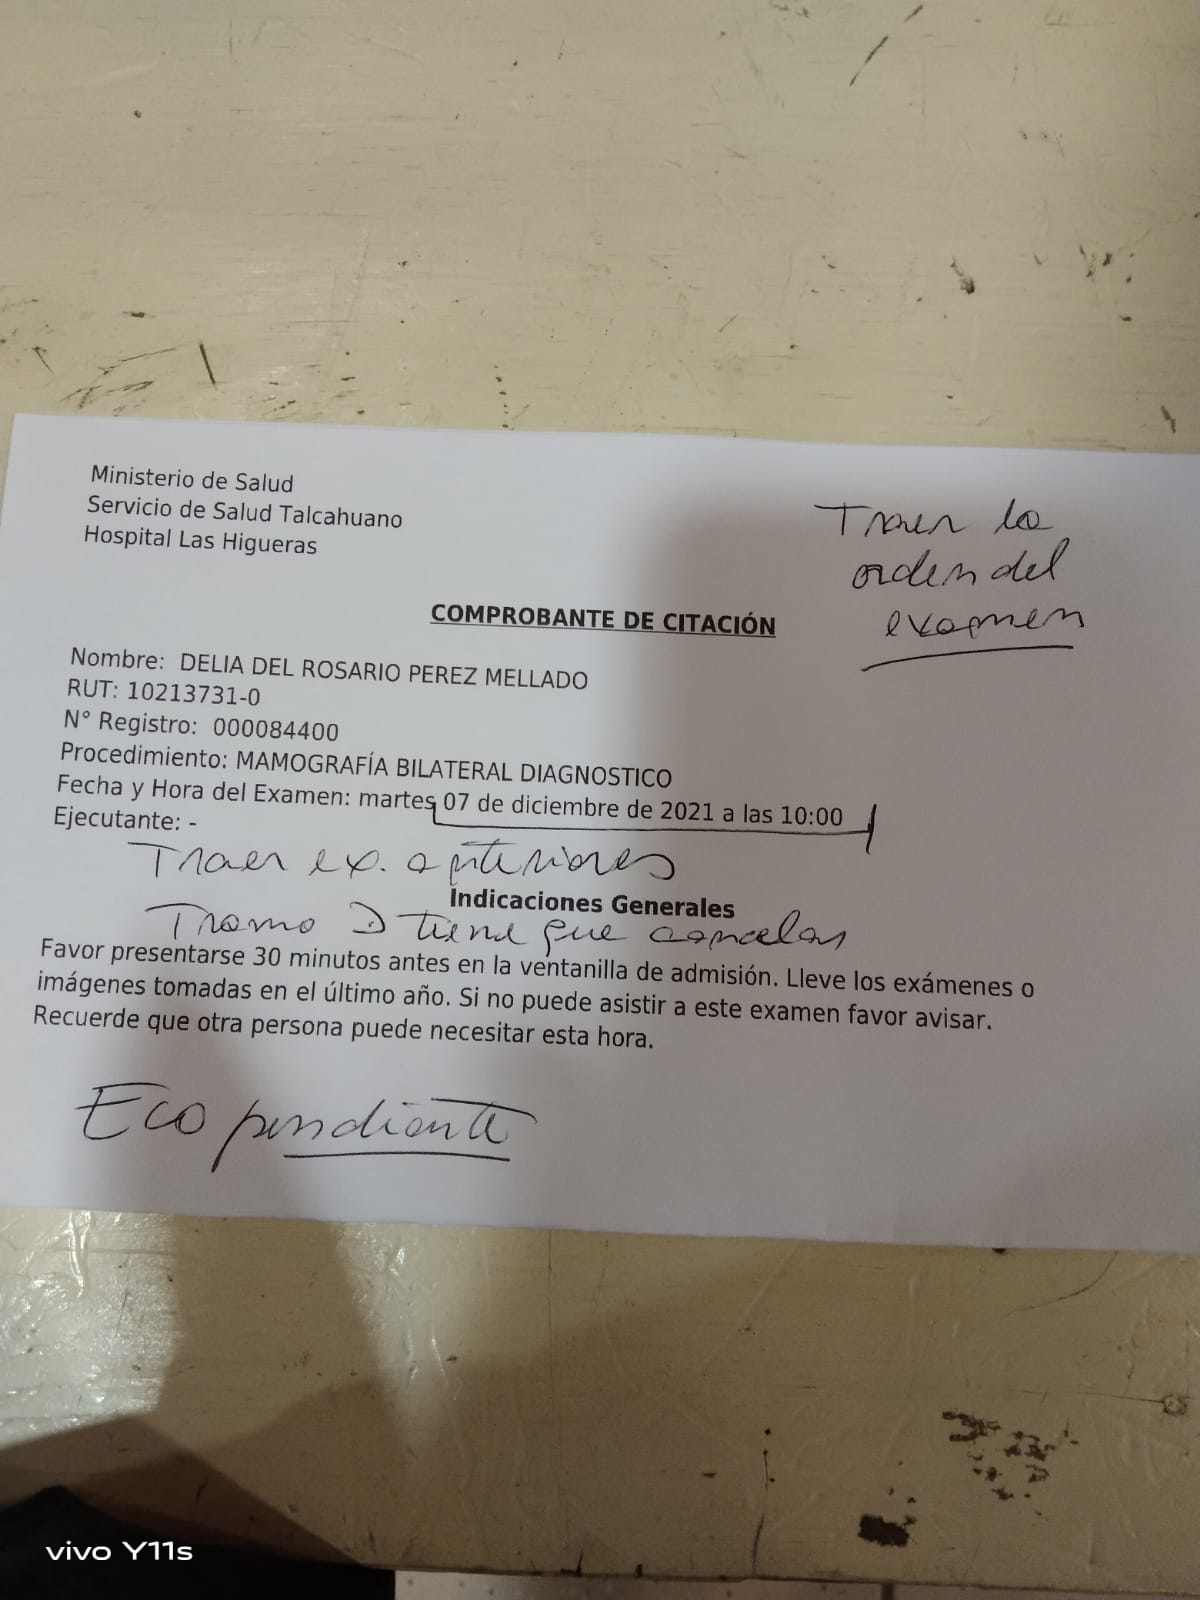 Ministerio de Salud
Servicio de Salud Talcahuano
Hospital Las Higueras
Traer la
orden del
examen
COMPROBANTE DE CITACIÓN
Nombre: DELIA DEL ROSARIO PEREZ MELLADO
RUT: 10213731-0
N° Registro: 000084400
Procedimiento: MAMOGRAFÍA BILATERAL DIAGNOSTICO
Fecha y Hora del Examen: martes 07 de diciembre de 2021 a las 10:00
Ejecutante: -
Traer ex. anteriores
Indicaciones Generales
Tramo D tiene que cancelar
Favor presentarse 30 minutos antes en la ventanilla de admisión. Lleve los exámenes o
imágenes tomadas en el último año. Si no puede asistir a este examen favor avisar.
Recuerde que otra persona puede necesitar esta hora.
Eco pendiente
vivo Y11s